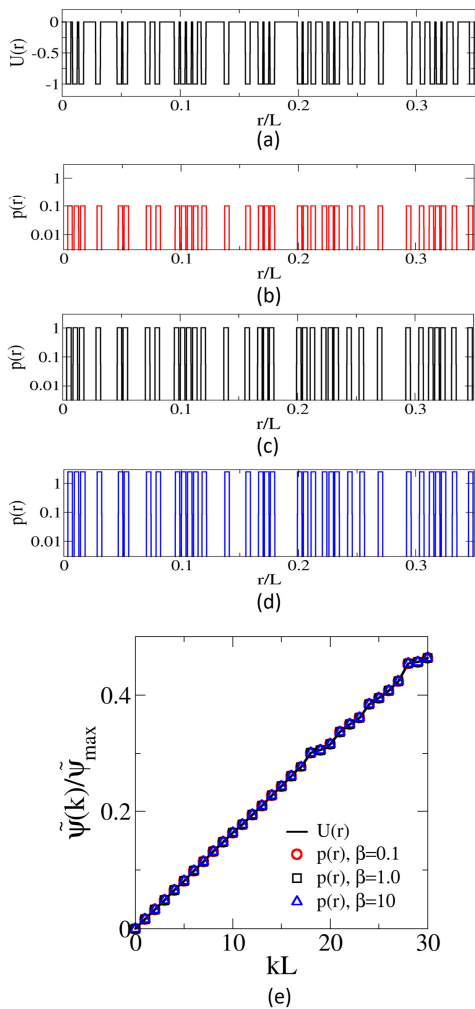 U(r)
0
-0.5
-1
0 0.1 0.2 0.3
r/L
(a)
p(r)
1
0.1
0.01
0 0.1 0.2 0.3
r/L
(b)
p(r)
1
0.1
0.01
0 0.1 0.2 0.3
r/L
(c)
p(r)
1
0.1
0.01
0 0.1 0.2 0.3
r/L
(d)
ψ̃(k)/ψ̃max
0.4
0.2
0
U(r)
p(r), β=0.1
p(r), β=1.0
p(r), β=10
0 10 20 30
kL
(e)